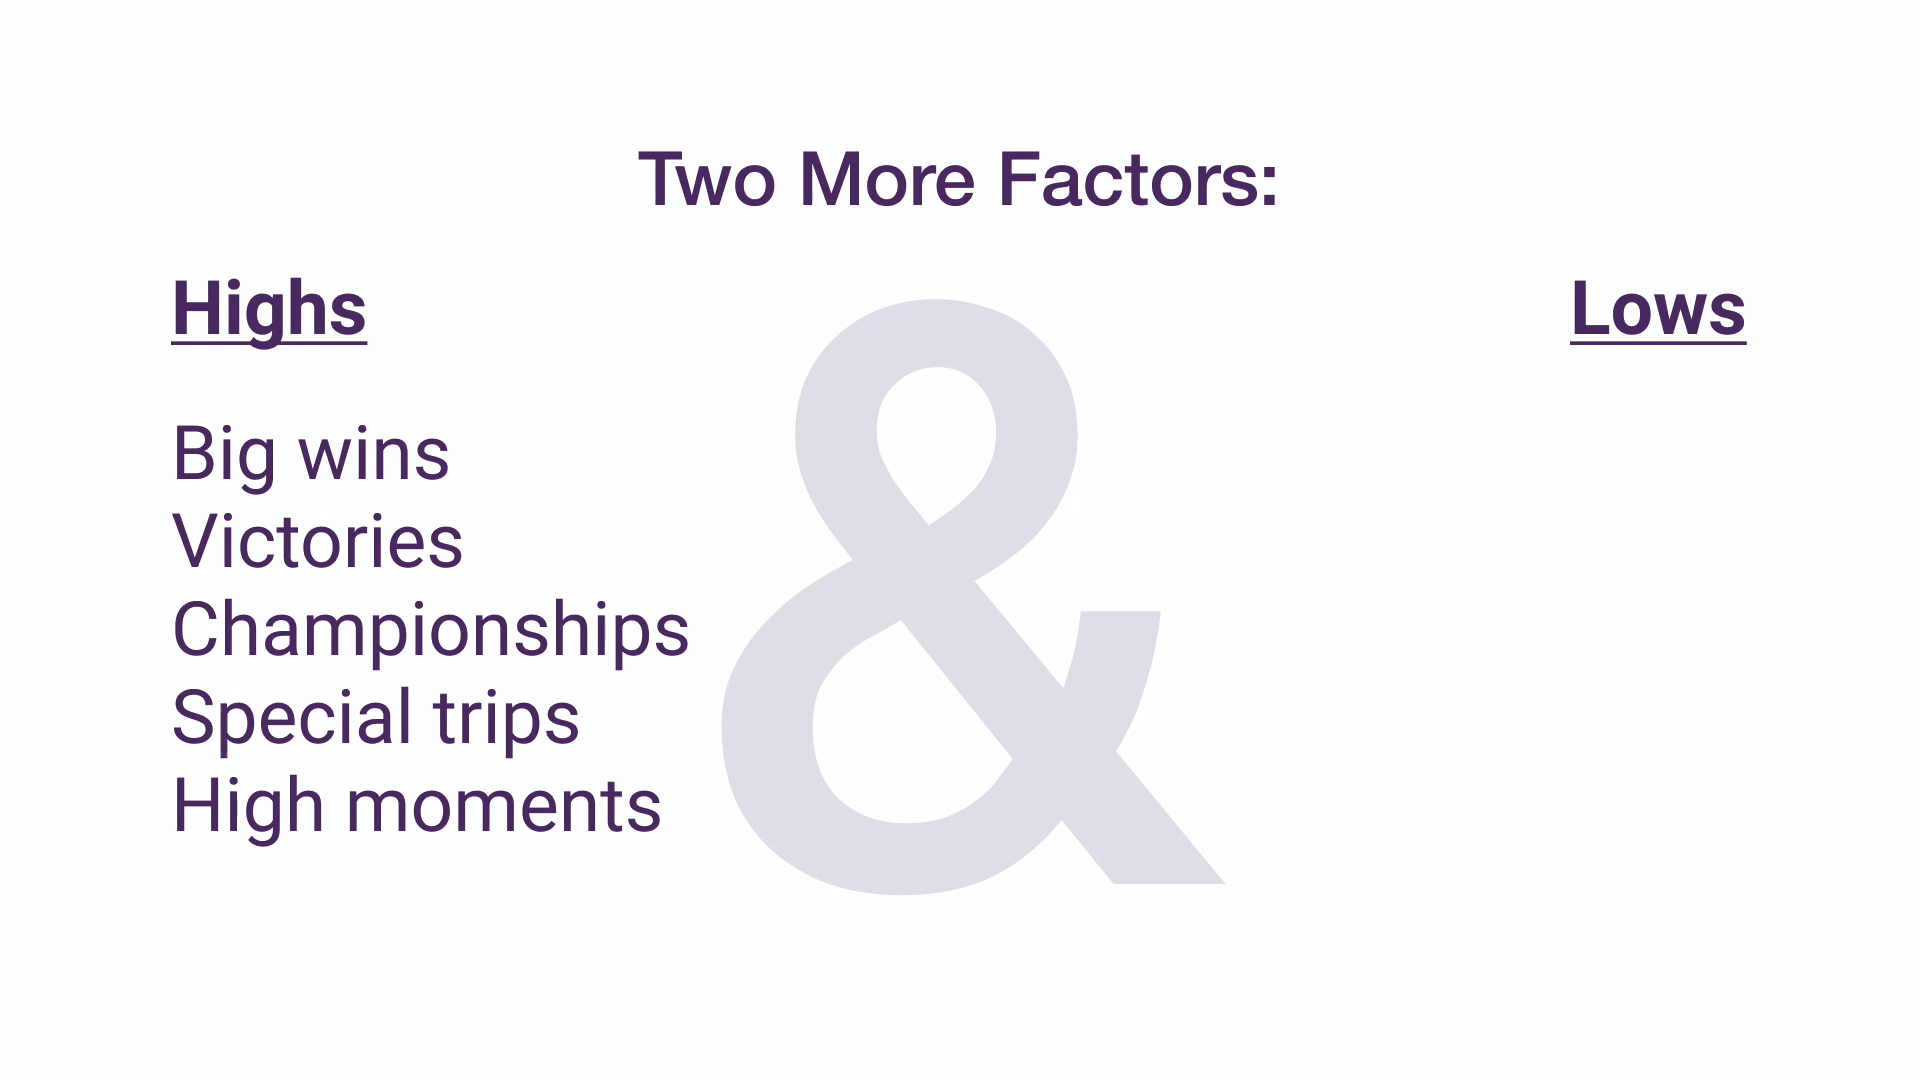 Two More Factors:
Highs
Lows
&
Big wins
Victories
Championships
Special trips
High moments